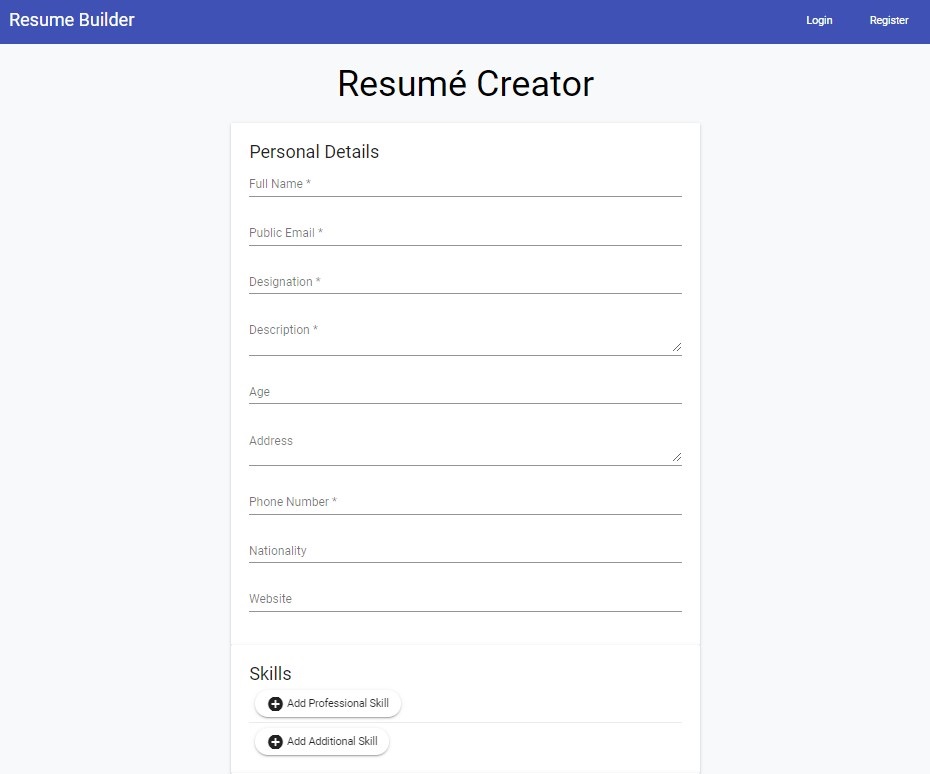 Resume Builder
Login
Register
Resumé Creator
Personal Details
Full Name *
Public Email *
Designation *
Description *
Age
Address
Phone Number *
Nationality
Website
Skills
Add Professional Skill
Add Additional Skill